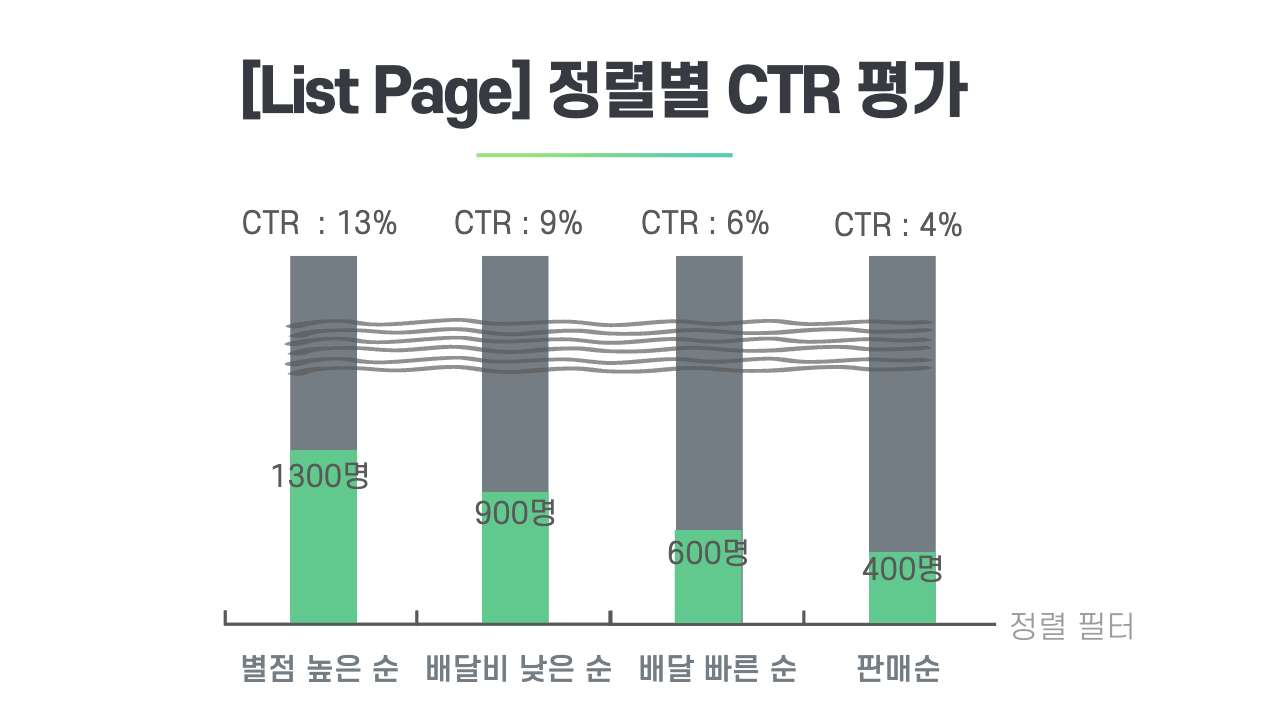 [List Page] 정렬별 CTR 평가
CTR : 13%
CTR : 9%
CTR : 6%
CTR : 4%
1300명
900명
600명
400명
정렬 필터
별점 높은 순
배달비 낮은 순
배달 빠른 순
판매순